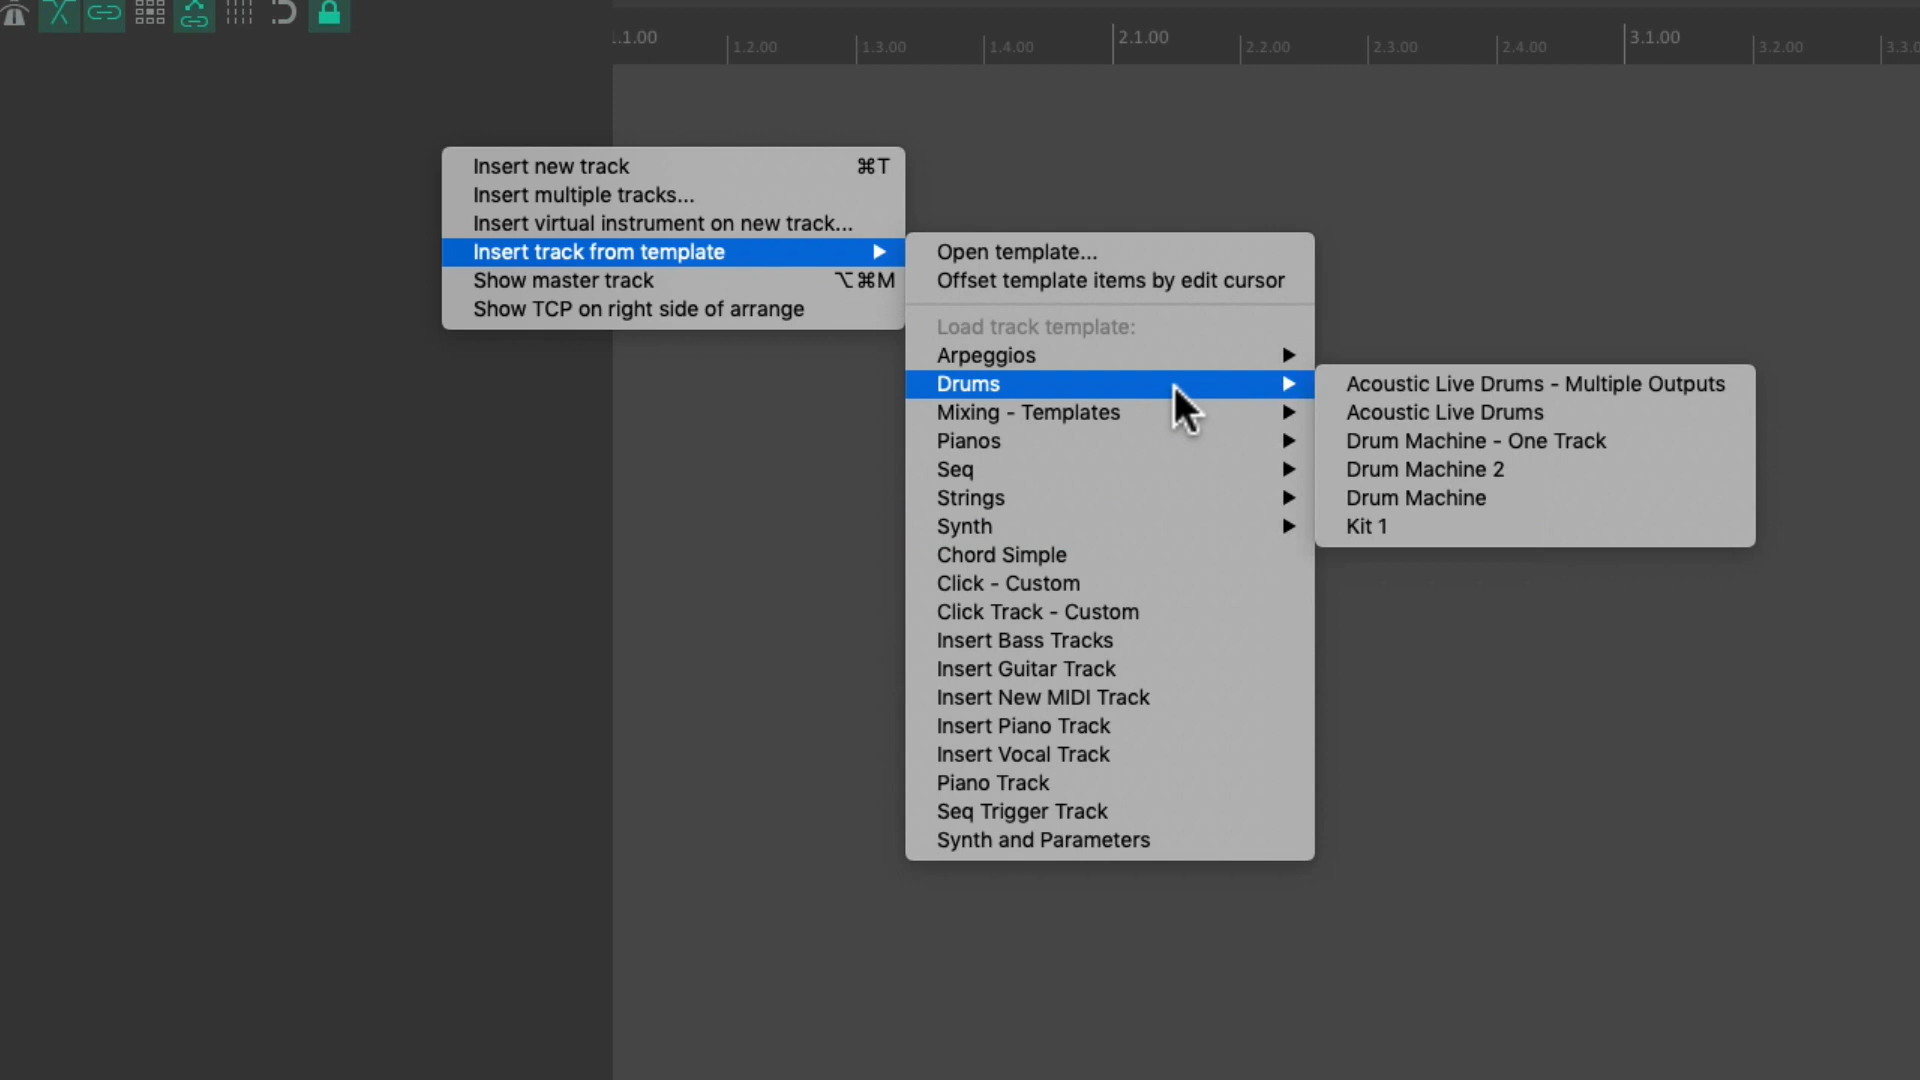 1.1.00
1.2.00
1.3.00
1.4.00
2.1.00
2.2.00
2.3.00
2.4.00
3.1.00
3.2.00
Insert new track ⌘T
Insert multiple tracks...
Insert virtual instrument on new track...
Insert track from template
Show master track ⌥⌘M
Show TCP on right side of arrange
Open template...
Offset template items by edit cursor
Load track template:
Arpeggios
Drums
Mixing - Templates
Pianos
Seq
Strings
Synth
Chord Simple
Click - Custom
Click Track - Custom
Insert Bass Tracks
Insert Guitar Track
Insert New MIDI Track
Insert Piano Track
Insert Vocal Track
Piano Track
Seq Trigger Track
Synth and Parameters
Acoustic Live Drums - Multiple Outputs
Acoustic Live Drums
Drum Machine - One Track
Drum Machine 2
Drum Machine
Kit 1